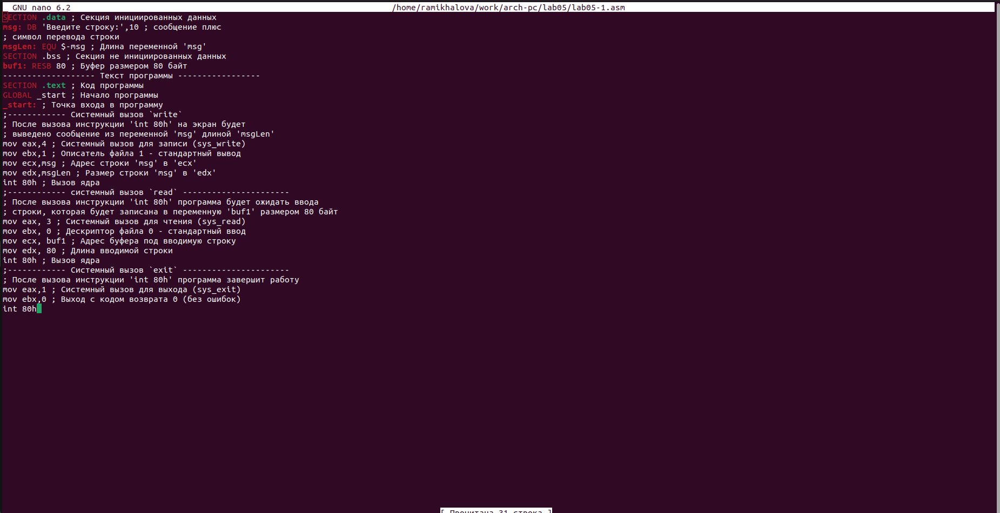 GNU nano 6.2 /home/ramikhalova/work/arch-pc/lab05/lab05-1.asm
SECTION .data ; Секция инициированных данных
msg: DB 'Введите строку:',10 ; сообщение плюс
; символ перевода строки
msgLen: EQU $-msg ; Длина переменной 'msg'
SECTION .bss ; Секция не инициированных данных
buf1: RESB 80 ; Буфер размером 80 байт
------------------- Текст программы -----------------
SECTION .text ; Код программы
GLOBAL _start ; Начало программы
_start: ; Точка входа в программу
;------------ Системный вызов `write`
; После вызова инструкции 'int 80h' на экран будет
; выведено сообщение из переменной 'msg' длиной 'msgLen'
mov eax,4 ; Системный вызов для записи (sys_write)
mov ebx,1 ; Описатель файла 1 - стандартный вывод
mov ecx,msg ; Адрес строки 'msg' в 'ecx'
mov edx,msgLen ; Размер строки 'msg' в 'edx'
int 80h ; Вызов ядра
;------------ системный вызов `read` ----------------------
; После вызова инструкции 'int 80h' программа будет ожидать ввода
; строки, которая будет записана в переменную 'buf1' размером 80 байт
mov eax, 3 ; Системный вызов для чтения (sys_read)
mov ebx, 0 ; Дескриптор файла 0 - стандартный ввод
mov ecx, buf1 ; Адрес буфера под вводимую строку
mov edx, 80 ; Длина вводимой строки
int 80h ; Вызов ядра
;------------ Системный вызов `exit` ----------------------
; После вызова инструкции 'int 80h' программа завершит работу
mov eax,1 ; Системный вызов для выхода (sys_exit)
mov ebx,0 ; Выход с кодом возврата 0 (без ошибок)
int 80h
[ Прочитана 31 строка ]